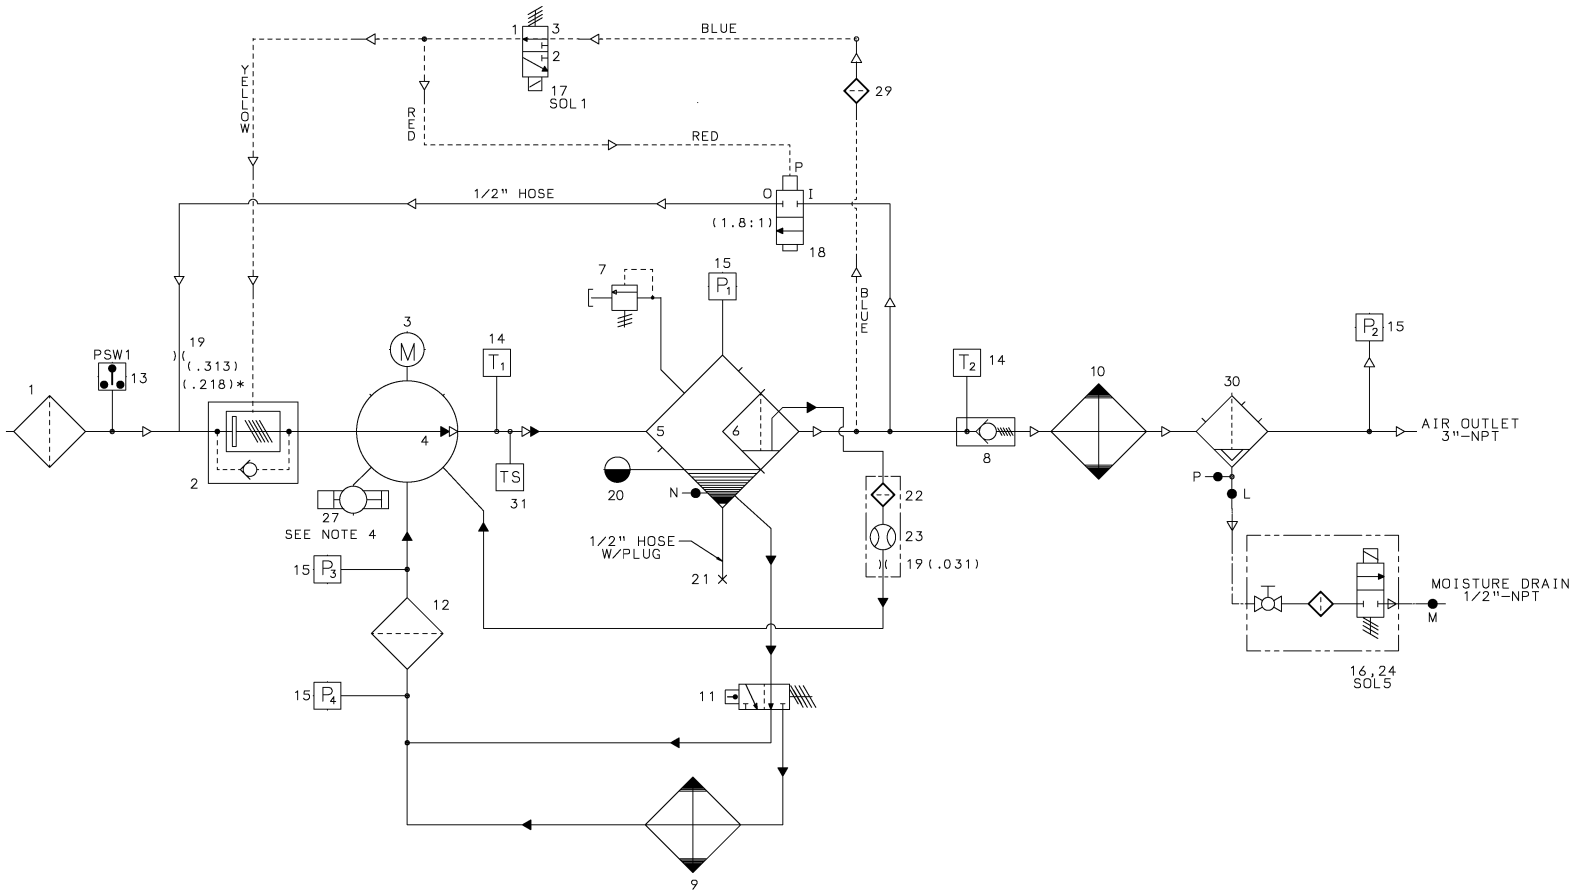 1
3
BLUE
2
17
SOL1
29
YELLOW
RED
RED
P
1/2" HOSE
O
I
(1.8:1)
18
7
15
P1
BLUE
3
M
19
(.313)
(.218)*
PSW1
13
14
T1
T2
14
P2
15
1
10
30
4
5
6
8
AIR OUTLET
3"-NPT
2
TS
31
20
N
22
P
L
27
SEE NOTE 4
1/2" HOSE
W/PLUG
23
15
P3
21
19(.031)
MOISTURE DRAIN
1/2"-NPT
M
12
16,24
SOL5
15
P4
11
9